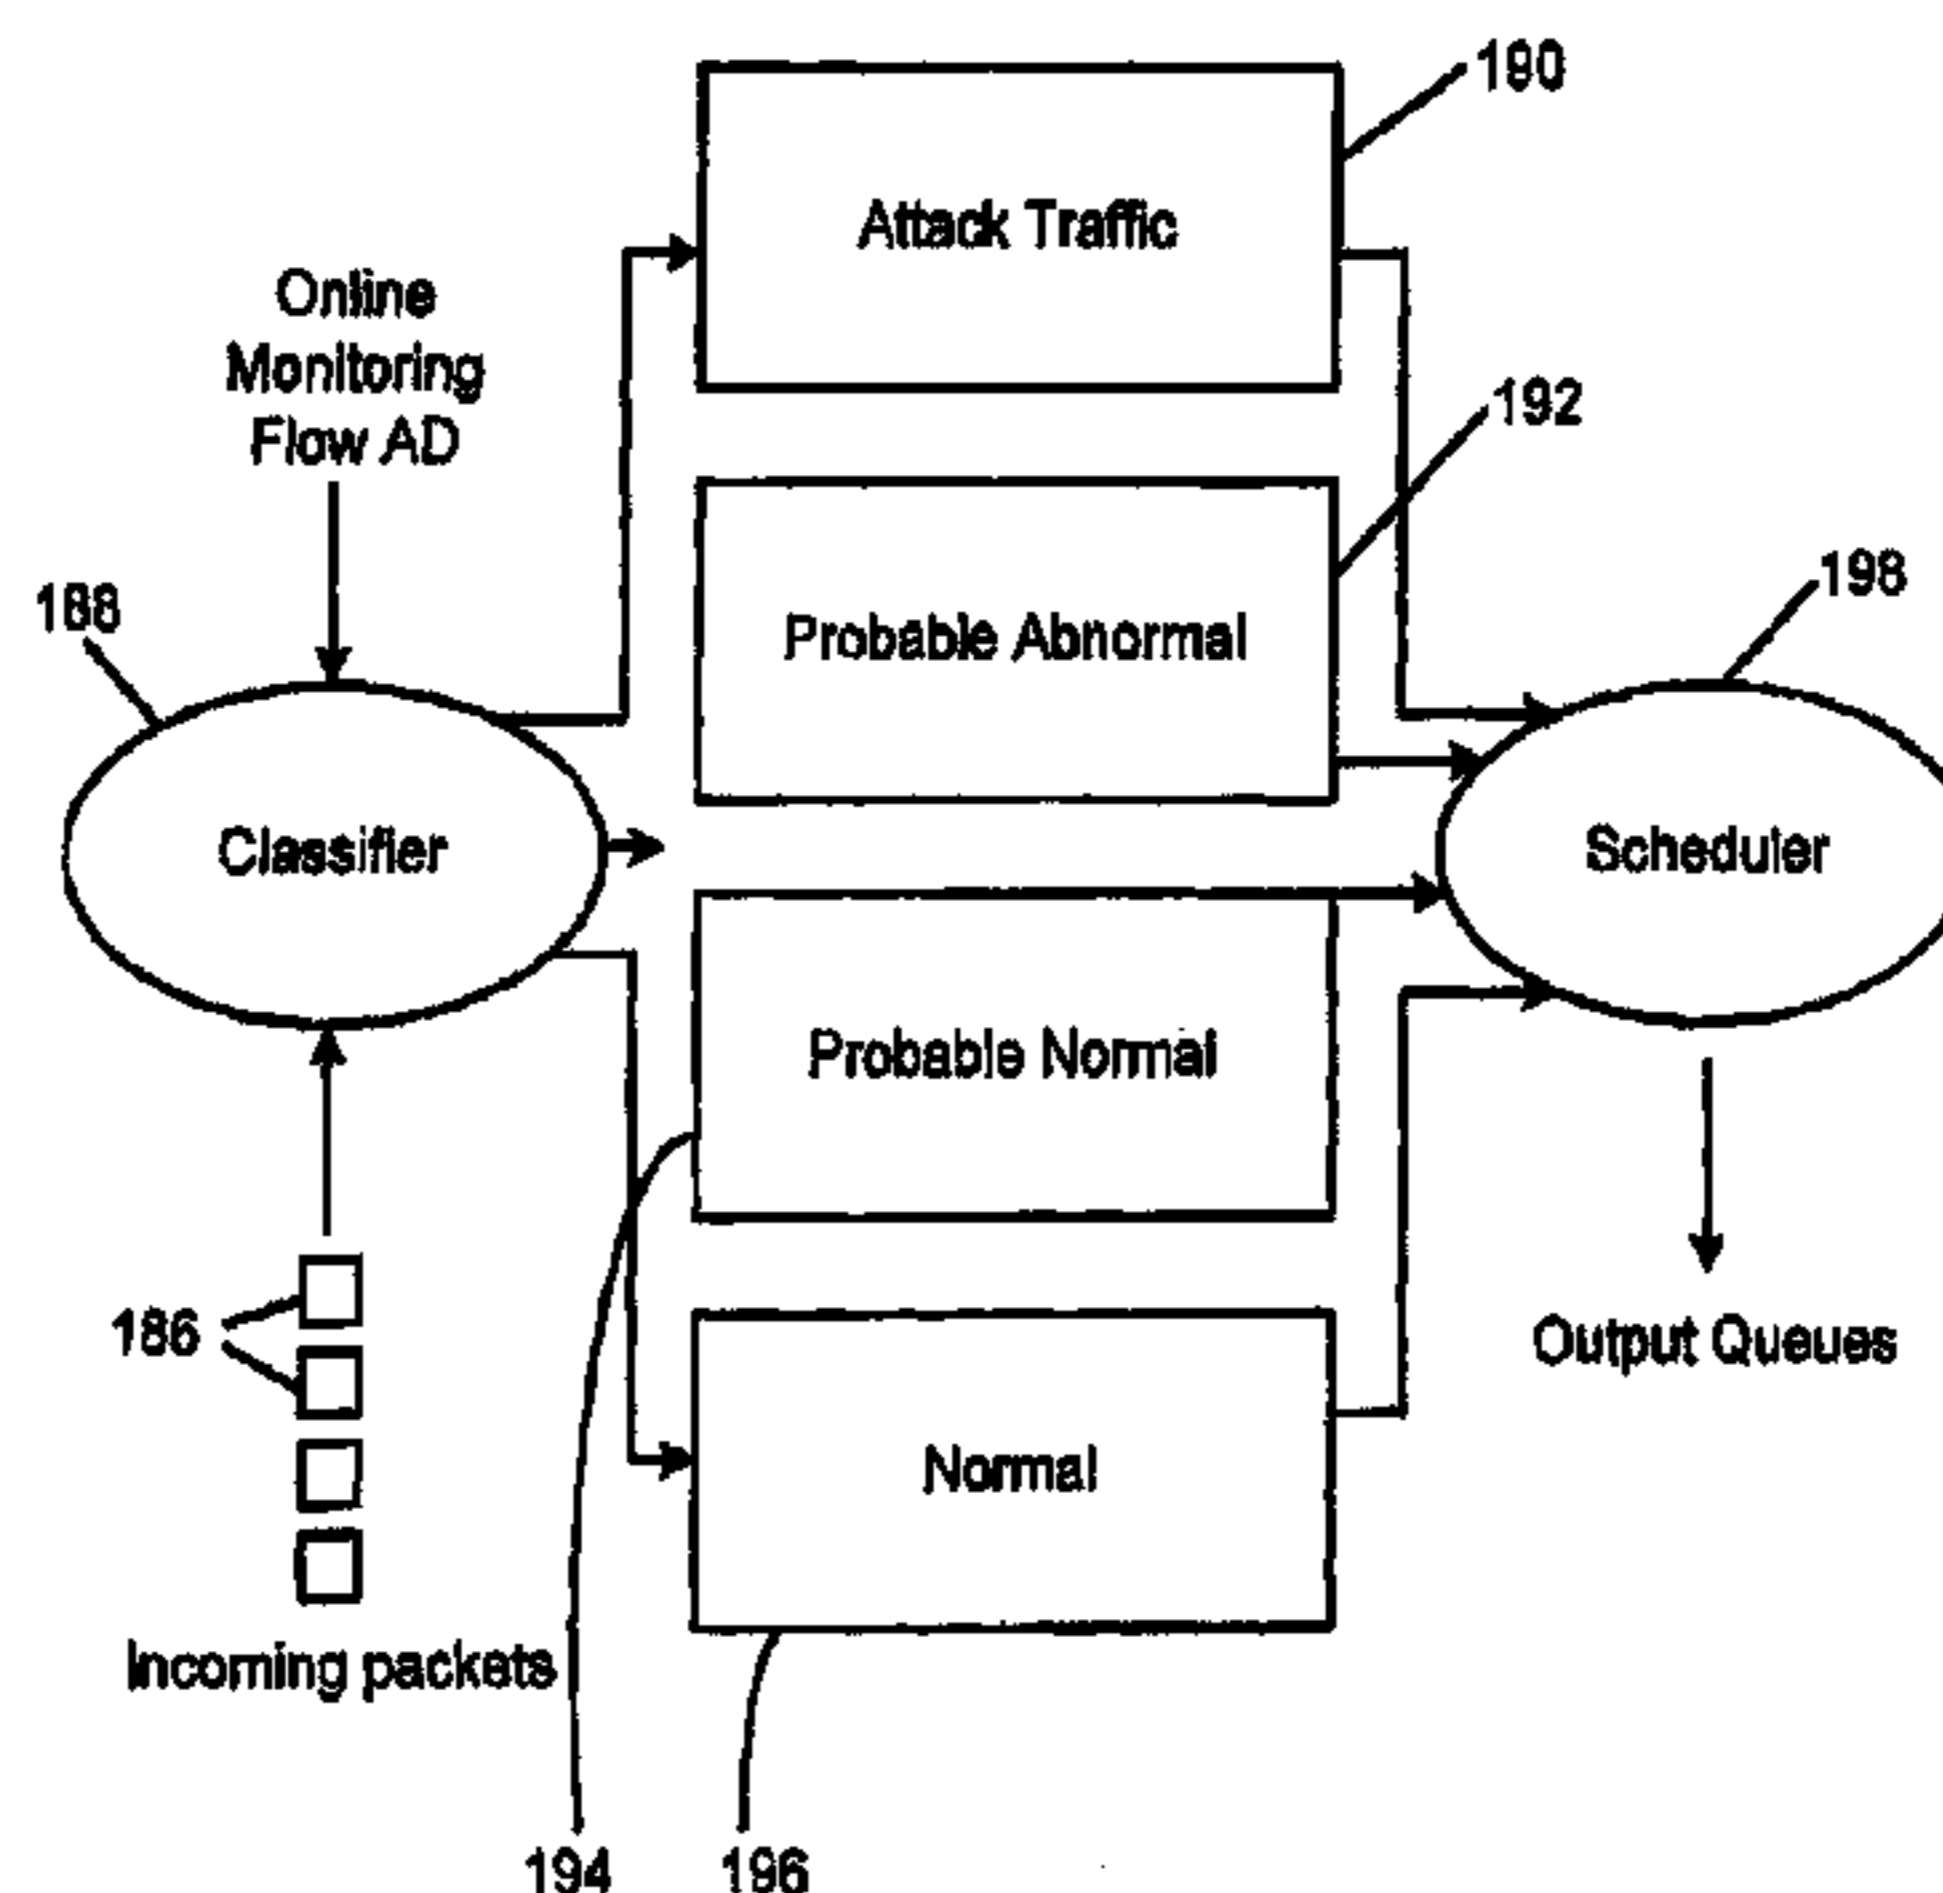 190
Attack Traffic
Online
Monitoring
Flow AD
192
188
Probable Abnormal
198
Classifier
Scheduler
Probable Normal
186
Output Queues
Normal
Incoming packets
194
196